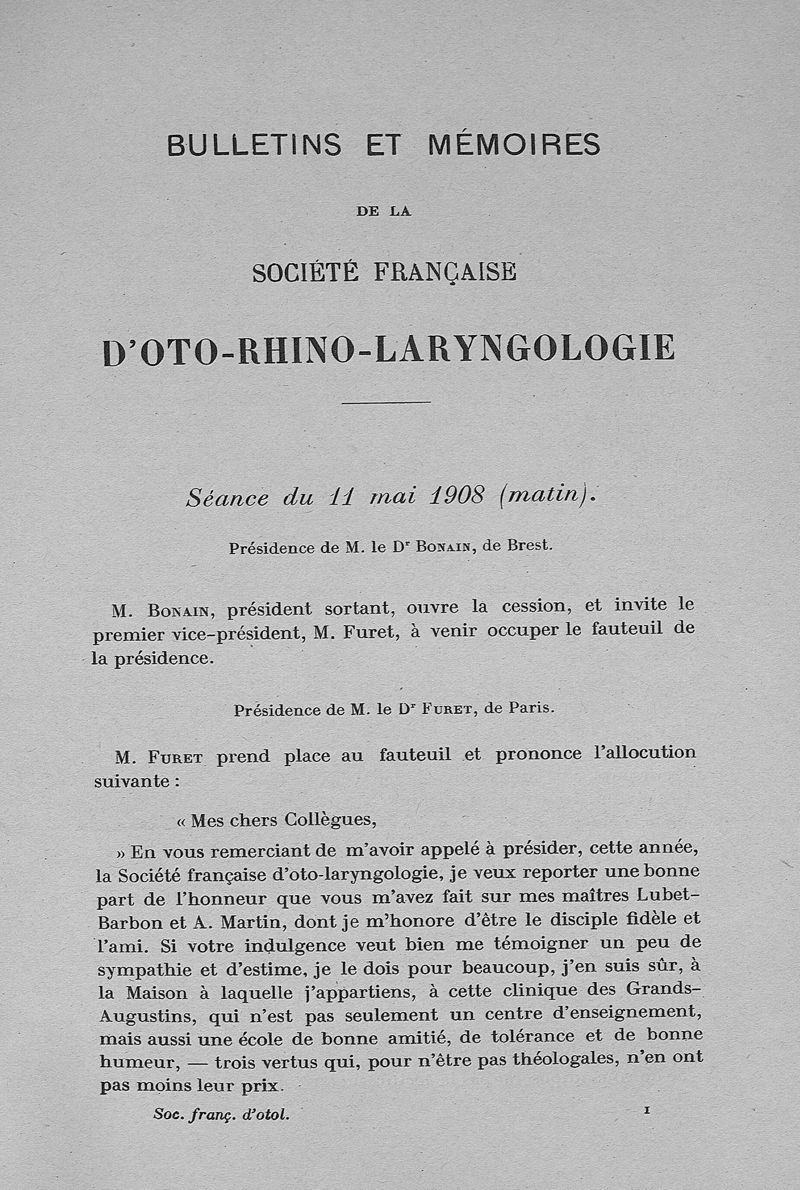 BULLETINS ET MÉMOIRES
DE LA
SOCIÉTÉ FRANÇAISE
D'OTO-RHINO-LARYNGOLOGIE
Séance du 11 mai 1908 (matin).
Présidence de M. le Dr BONAIN, de Brest.
M. BONAIN, président sortant, ouvre la cession, et invite le
premier vice-président, M. Furet, à venir occuper le fauteuil de
la présidence.
Présidence de M. le Dr FURET, de Paris.
M. FURET prend place au fauteuil et prononce l'allocution
suivante :
« Mes chers Collègues,
» En vous remerciant de m'avoir appelé à présider, cette année,
la Société française d'oto-laryngologie, je veux reporter une bonne
part de l'honneur que vous m'avez fait sur mes maîtres Lubet-
Barbon et A. Martin, dont je m'honore d'être le disciple fidèle et
l'ami. Si votre indulgence veut bien me témoigner un peu de
sympathie et d'estime, je le dois pour beaucoup, j'en suis sûr, à
la Maison à laquelle j'appartiens, à cette clinique des Grands-
Augustins, qui n'est pas seulement un centre d'enseignement,
mais aussi une école de bonne amitié, de tolérance et de bonne
humeur, — trois vertus qui, pour n'être pas théologales, n'en ont
pas moins leur prix.
Soc. franç. d'otol. 1